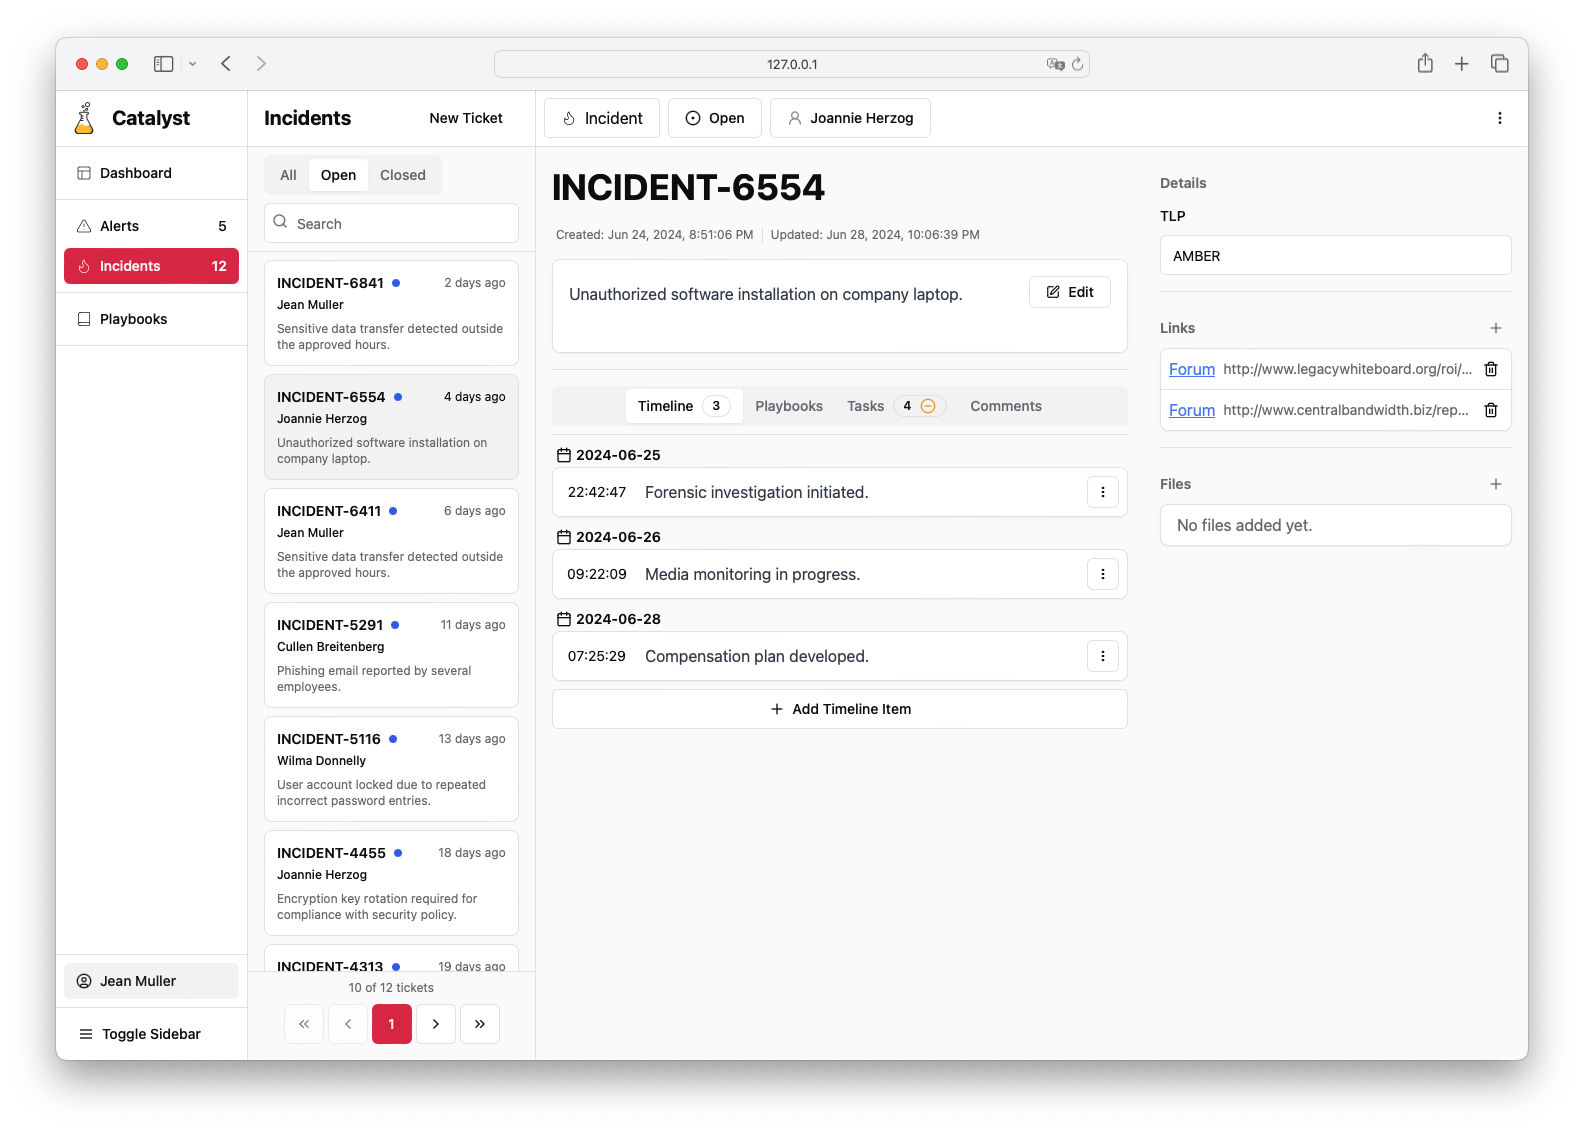 127.0.0.1
Catalyst
Dashboard
Alerts 5
Incidents 12
Playbooks
Jean Muller
Toggle Sidebar
Incidents New Ticket
All Open Closed
Search
INCIDENT-6841 2 days ago
Jean Muller
Sensitive data transfer detected outside
the approved hours.
INCIDENT-6554 4 days ago
Joannie Herzog
Unauthorized software installation on
company laptop.
INCIDENT-6411 6 days ago
Jean Muller
Sensitive data transfer detected outside
the approved hours.
INCIDENT-5291 11 days ago
Cullen Breitenberg
Phishing email reported by several
employees.
INCIDENT-5116 13 days ago
Wilma Donnelly
User account locked due to repeated
incorrect password entries.
INCIDENT-4455 18 days ago
Joannie Herzog
Encryption key rotation required for
compliance with security policy.
INCIDENT-4313 19 days ago
10 of 12 tickets
1
Incident Open Joannie Herzog
INCIDENT-6554
Created: Jun 24, 2024, 8:51:06 PM Updated: Jun 28, 2024, 10:06:39 PM
Unauthorized software installation on company laptop. Edit
Timeline 3 Playbooks Tasks 4 Comments
2024-06-25
22:42:47 Forensic investigation initiated.
2024-06-26
09:22:09 Media monitoring in progress.
2024-06-28
07:25:29 Compensation plan developed.
Add Timeline Item
Details
TLP
AMBER
Links
Forum http://www.legacywhiteboard.org/roi/...
Forum http://www.centralbandwidth.biz/rep...
Files
No files added yet.